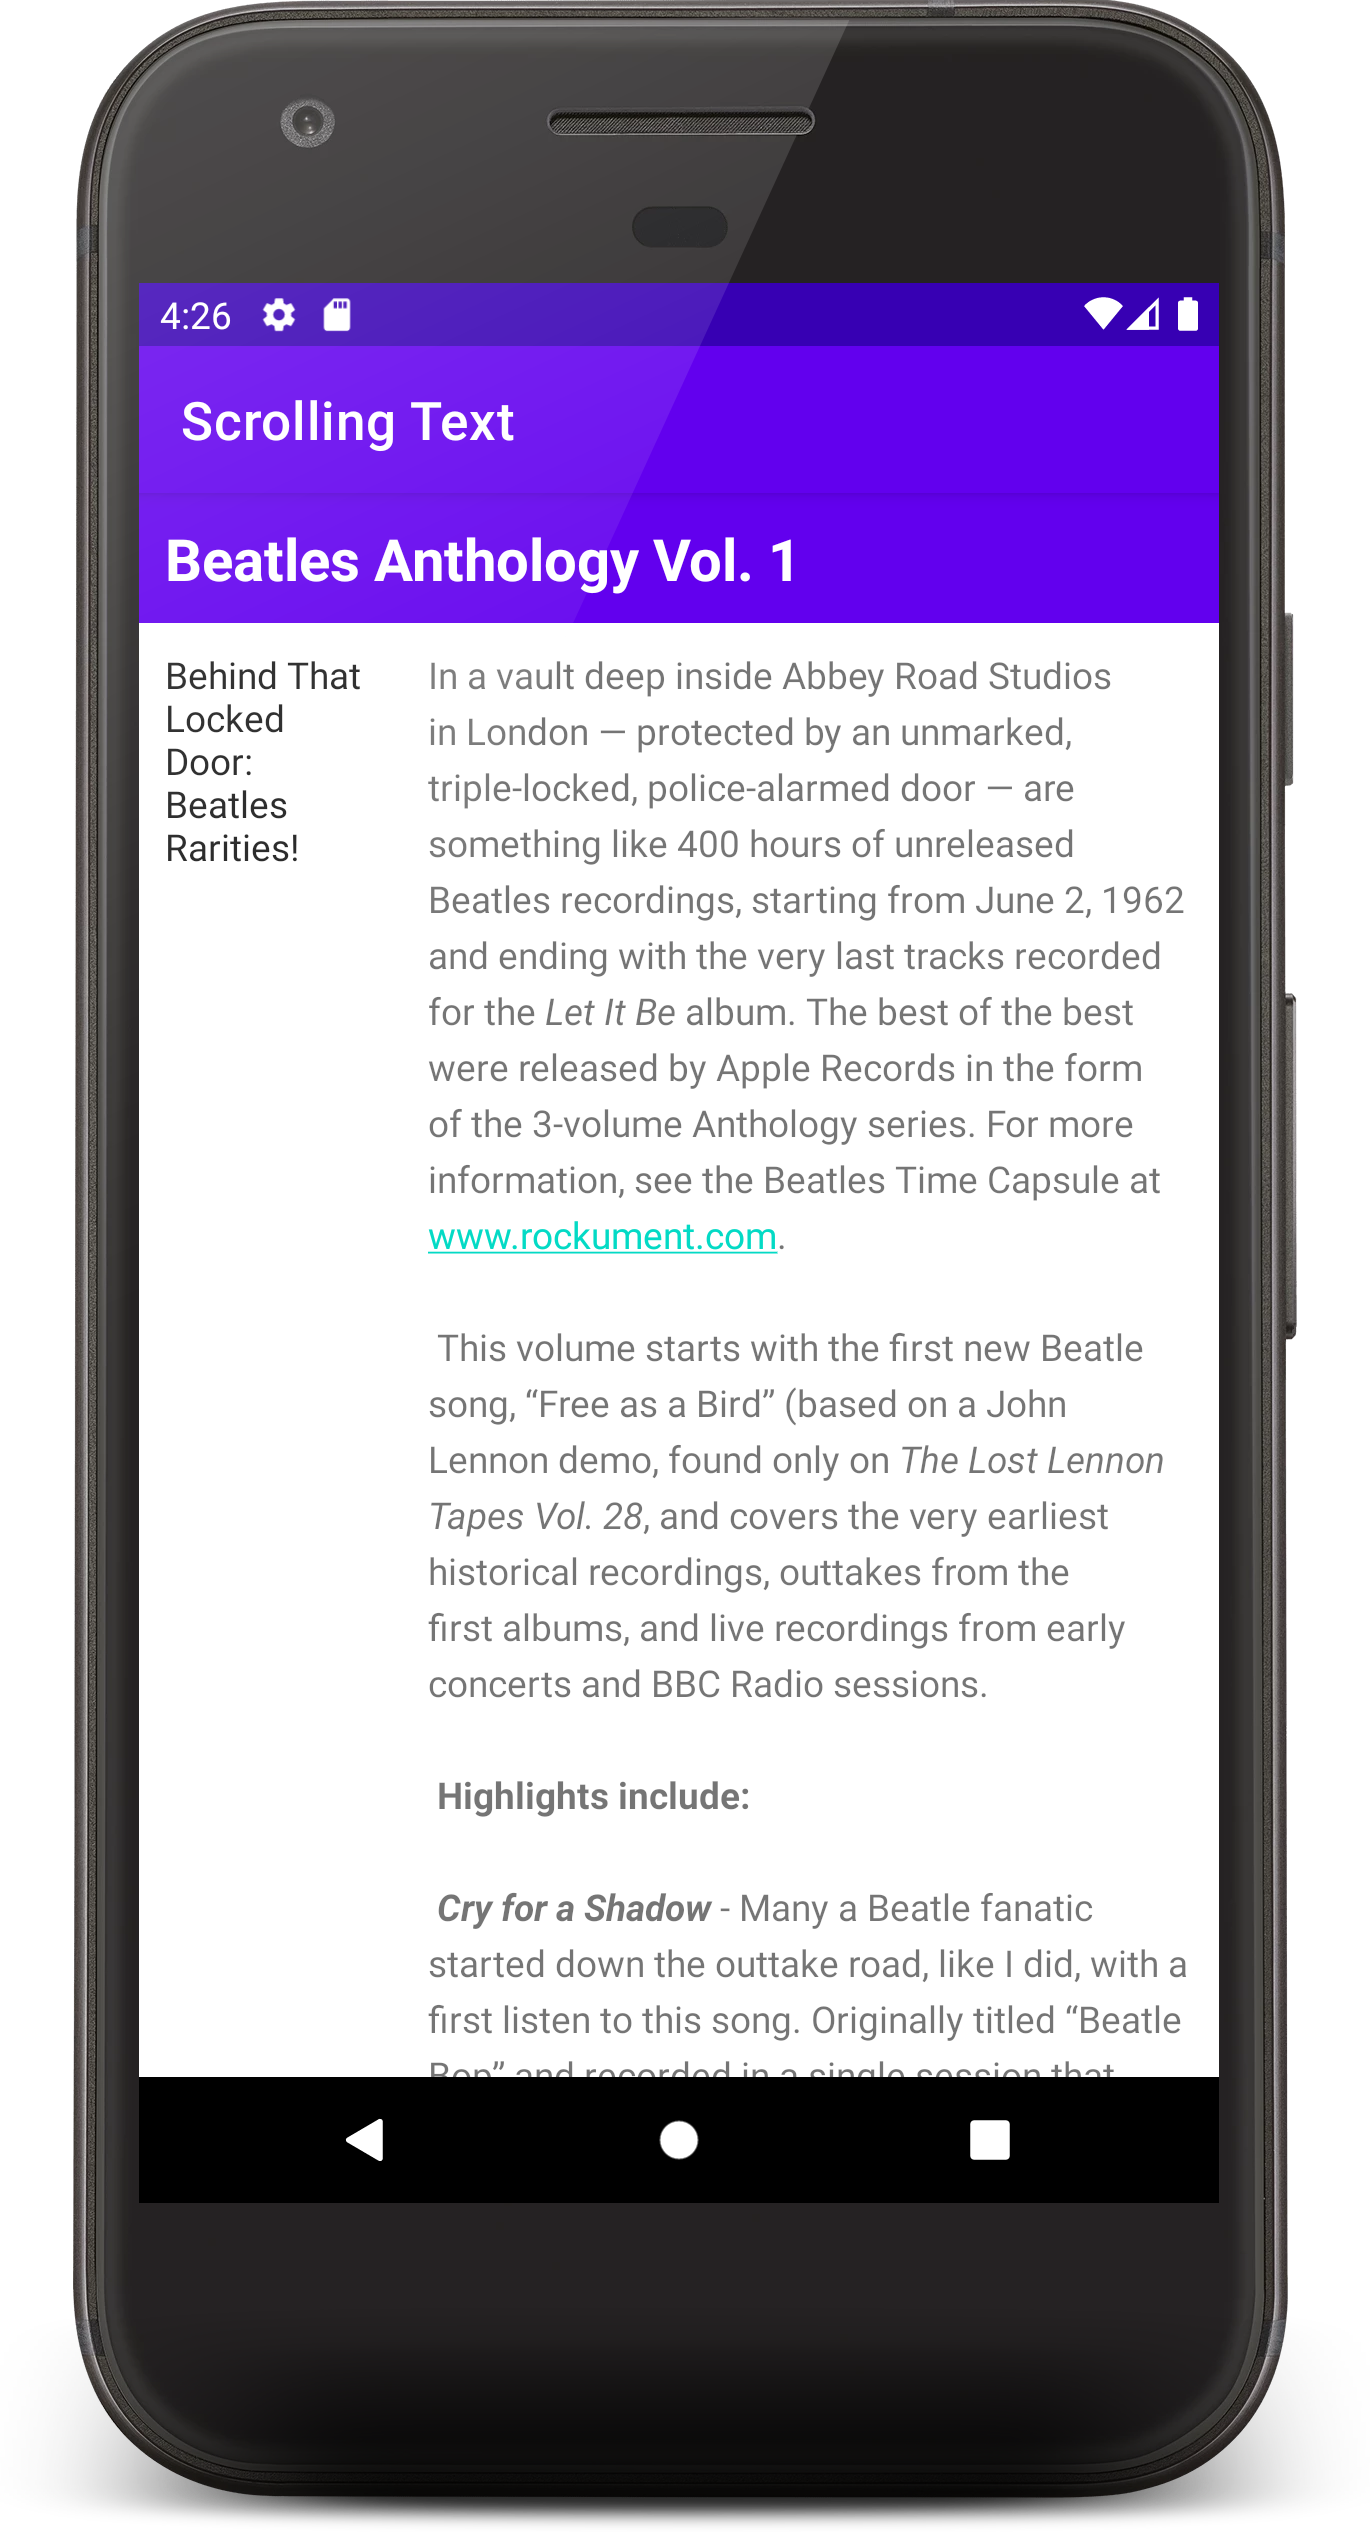 4:26
Scrolling Text
Beatles Anthology Vol. 1
Behind That
Locked
Door:
Beatles
Rarities!
In a vault deep inside Abbey Road Studios
in London — protected by an unmarked,
triple-locked, police-alarmed door — are
something like 400 hours of unreleased
Beatles recordings, starting from June 2, 1962
and ending with the very last tracks recorded
for the Let It Be album. The best of the best
were released by Apple Records in the form
of the 3-volume Anthology series. For more
information, see the Beatles Time Capsule at
www.rockument.com.
This volume starts with the first new Beatle
song, “Free as a Bird” (based on a John
Lennon demo, found only on The Lost Lennon
Tapes Vol. 28, and covers the very earliest
historical recordings, outtakes from the
first albums, and live recordings from early
concerts and BBC Radio sessions.
Highlights include:
Cry for a Shadow - Many a Beatle fanatic
started down the outtake road, like I did, with a
first listen to this song. Originally titled “Beatle
Bop” and recorded in a single session that